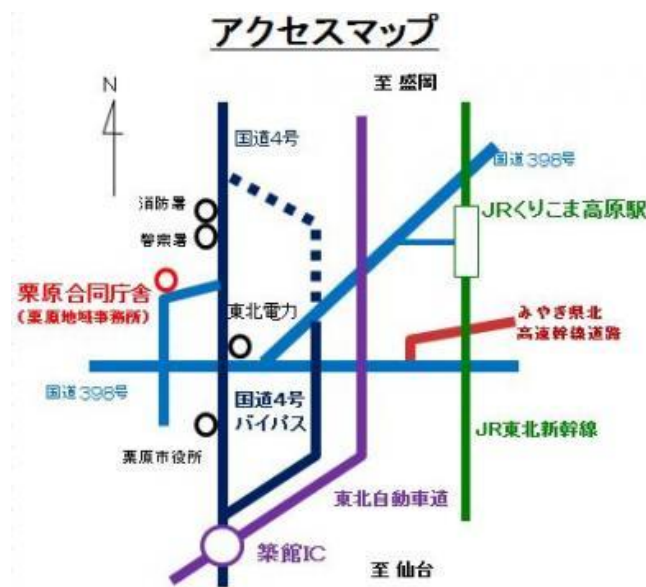 アクセスマップ
至 盛岡
N
国道4号
国道398号
消防署
警察署
JRくりこま高原駅
栗原合同庁舎
(栗原地域事務所)
東北電力
みやぎ県北
高速幹線道路
国道398号
国道4号
バイパス
JR東北新幹線
栗原市役所
東北自動車道
築館IC
至 仙台